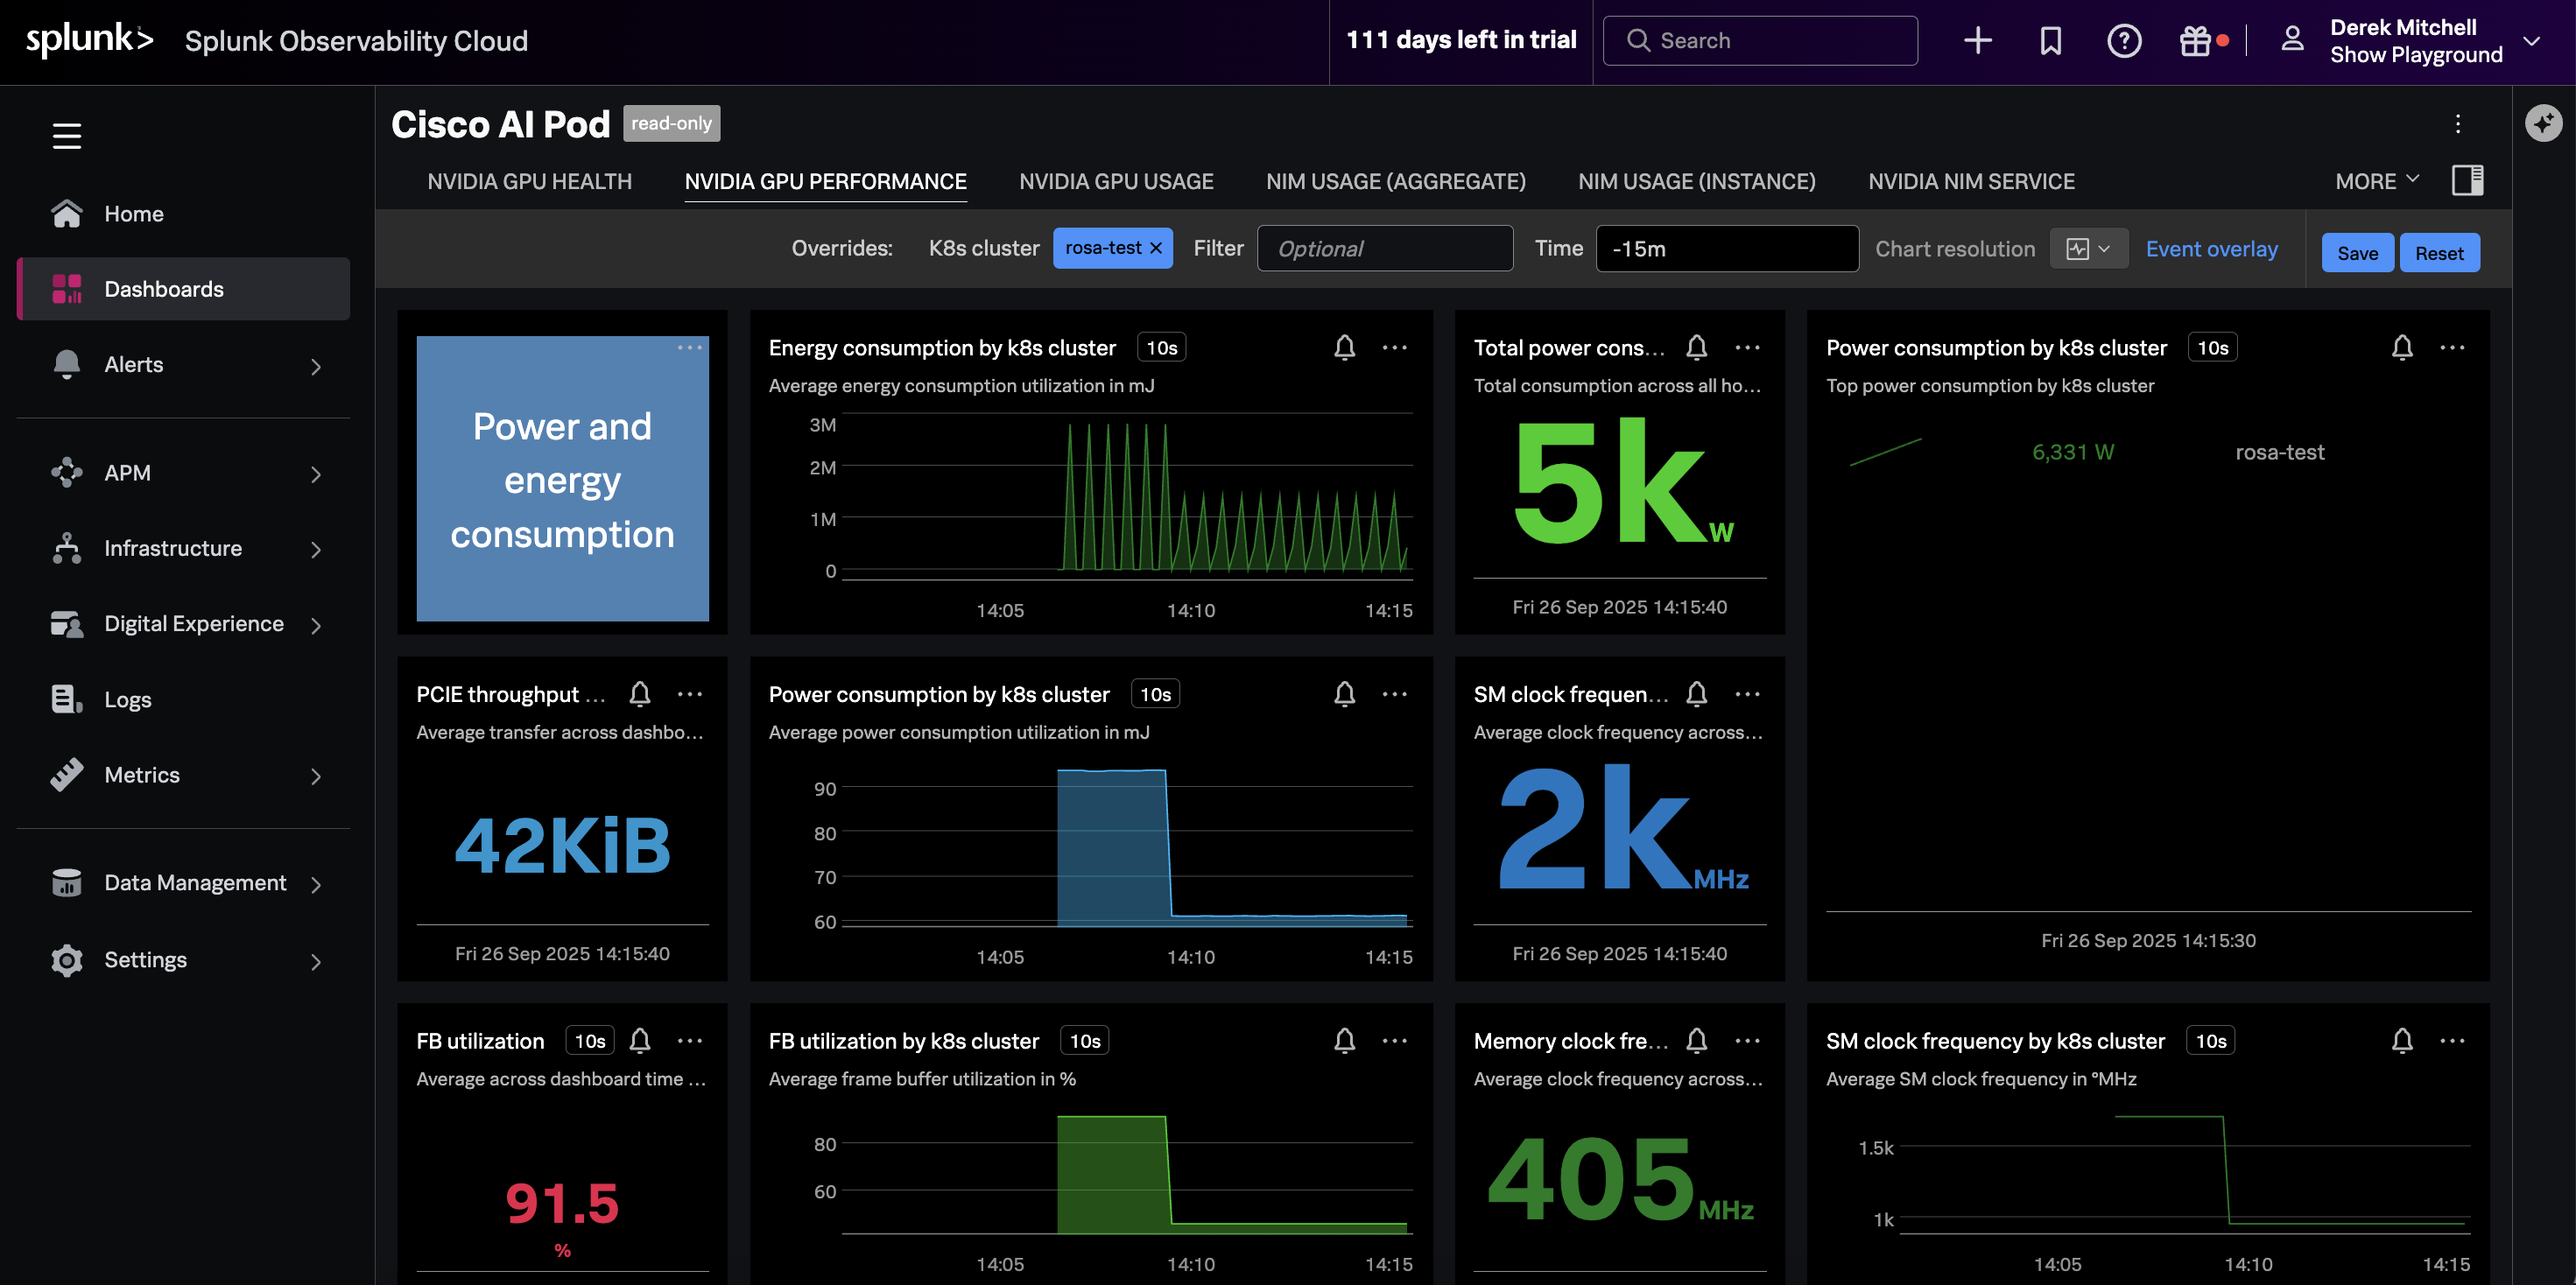 splunk> Splunk Observability Cloud
111 days left in trial
Search
Derek Mitchell
Show Playground
Home
Dashboards
Alerts
APM
Infrastructure
Digital Experience
Logs
Metrics
Data Management
Settings
Cisco AI Pod read-only
NVIDIA GPU HEALTH NVIDIA GPU PERFORMANCE NVIDIA GPU USAGE NIM USAGE (AGGREGATE) NIM USAGE (INSTANCE) NVIDIA NIM SERVICE MORE
Overrides: K8s cluster rosa-test × Filter Optional Time -15m Chart resolution Event overlay Save Reset
Power and
energy
consumption
Energy consumption by k8s cluster 10s
Average energy consumption utilization in mJ
3M
2M
1M
0
14:05 14:10 14:15
Total power cons...
Total consumption across all ho...
5k W
Fri 26 Sep 2025 14:15:40
Power consumption by k8s cluster 10s
Top power consumption by k8s cluster
6,331 W rosa-test
Fri 26 Sep 2025 14:15:30
PCIE throughput ...
Average transfer across dashbo...
42KiB
Fri 26 Sep 2025 14:15:40
Power consumption by k8s cluster 10s
Average power consumption utilization in mJ
90
80
70
60
14:05 14:10 14:15
SM clock frequen...
Average clock frequency across...
2k MHz
Fri 26 Sep 2025 14:15:40
FB utilization 10s
Average across dashboard time ...
91.5
%
FB utilization by k8s cluster 10s
Average frame buffer utilization in %
80
60
14:05 14:10 14:15
Memory clock fre...
Average clock frequency across...
405 MHz
SM clock frequency by k8s cluster 10s
Average SM clock frequency in °MHz
1.5k
1k
14:05 14:10 14:15